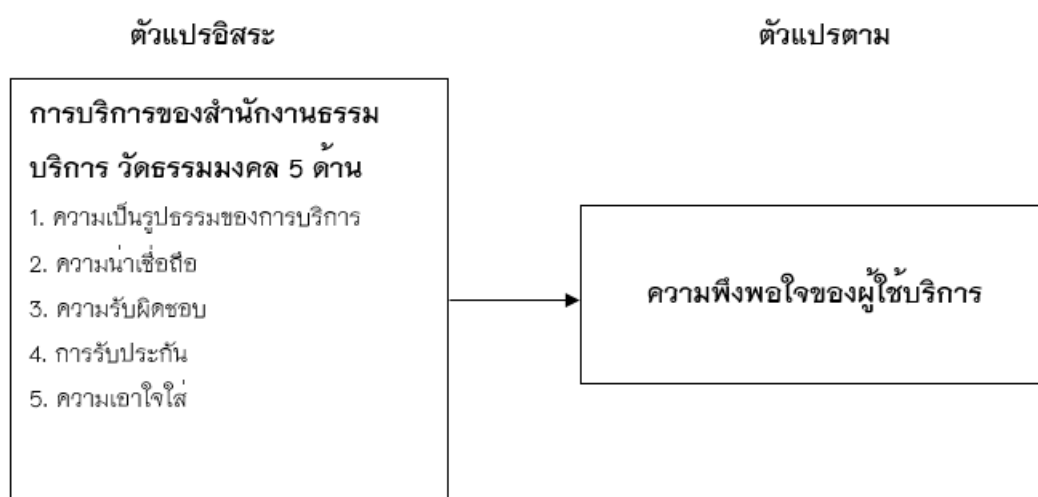 ตัวแปรอิสระ
ตัวแปรตาม
การบริการของสำนักงานธรรม
บริการ วัดธรรมมงคล 5 ด้าน
1. ความเป็นรูปธรรมของการบริการ
2. ความน่าเชื่อถือ
3. ความรับผิดชอบ
4. การรับประกัน
5. ความเอาใจใส่
ความพึงพอใจของผู้ใช้บริการ